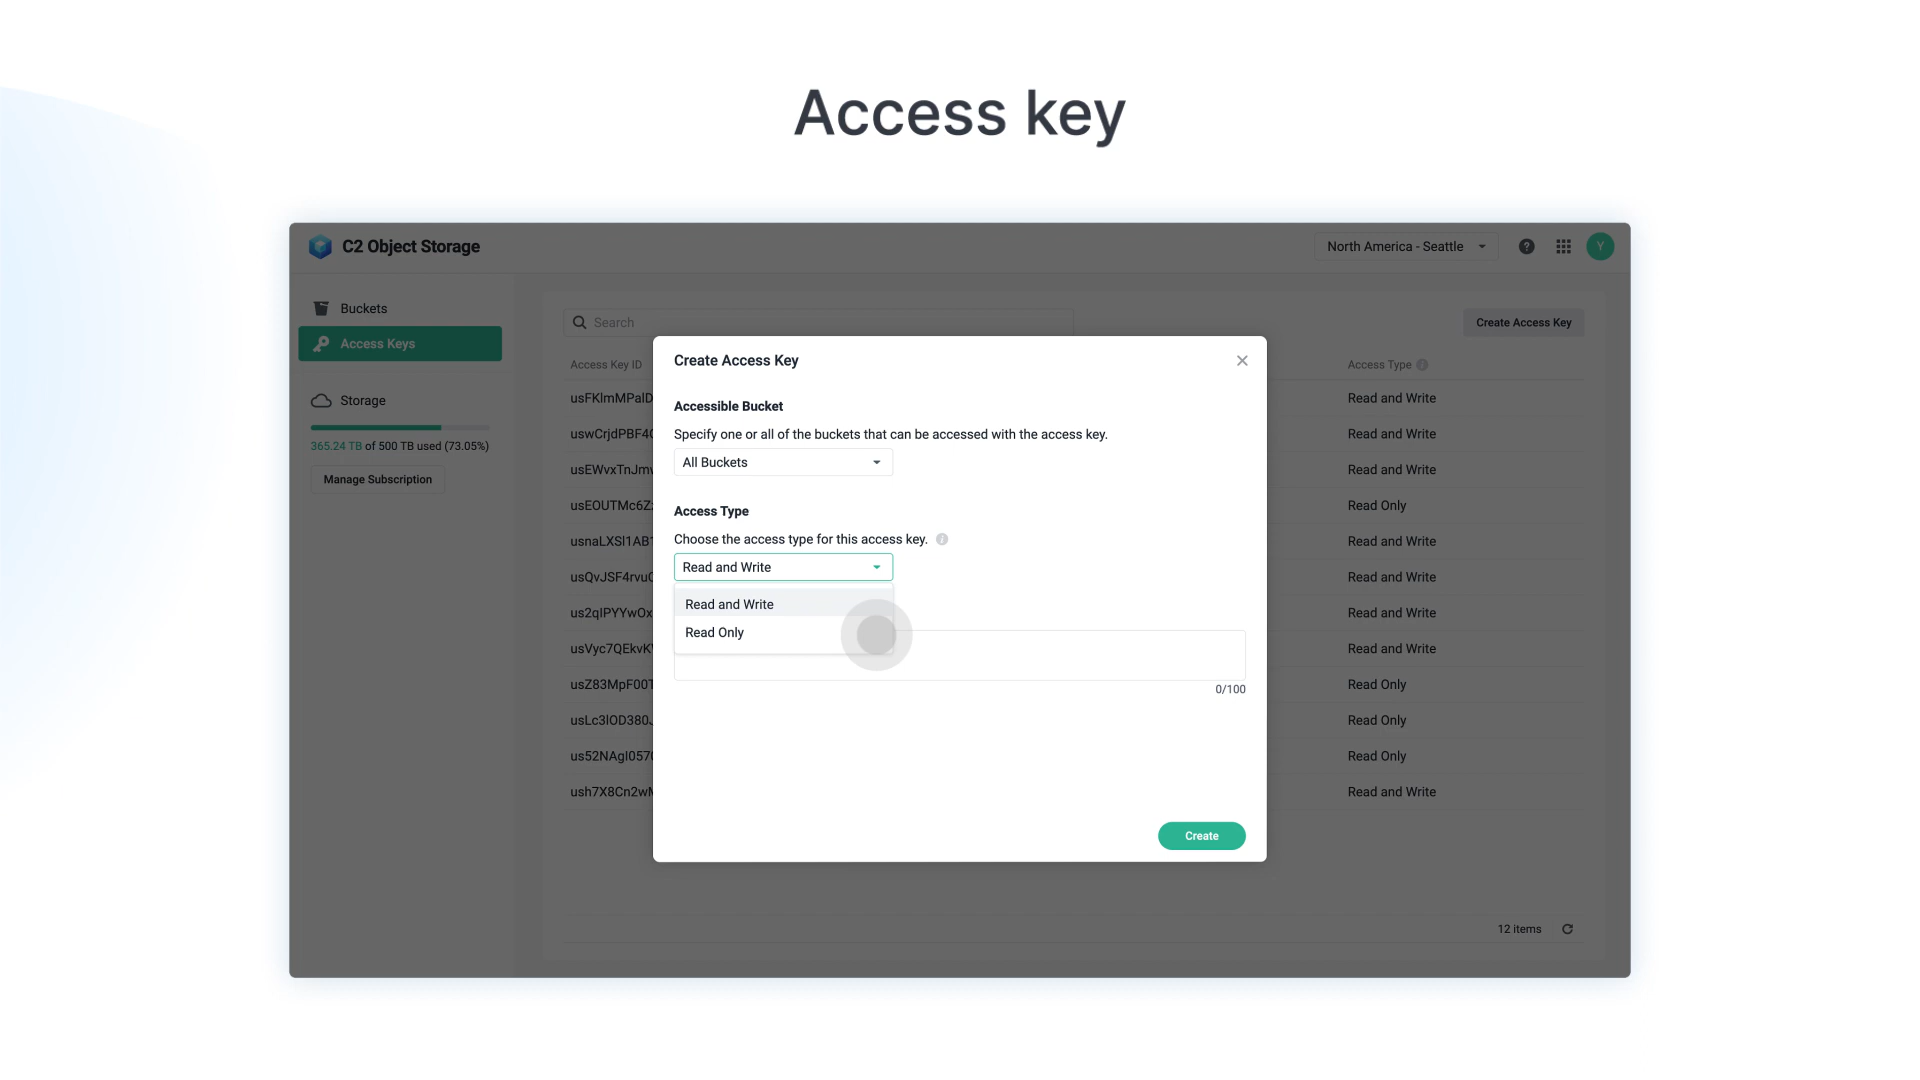 Access key
C2 Object Storage
North America - Seattle
?
Y
Buckets
Access Keys
Storage
365.24 TB of 500 TB used (73.05%)
Manage Subscription
Search
Create Access Key
Access Key ID
Access Type
usFKlmMPalD
Read and Write
uswCrjdPBF4
Read and Write
usEWvxTnJm
Read and Write
usEOUTMc6Z
Read Only
usnaLXSl1AB
Read and Write
usQvJSF4rvu
Read and Write
us2qIPYYwOx
Read and Write
usVyc7QEkvK
Read and Write
usZ83MpF00
Read Only
usLc3lOD380
Read Only
us52NAgI057
Read Only
ush7X8Cn2w
Read and Write
12 items
Create Access Key
Accessible Bucket
Specify one or all of the buckets that can be accessed with the access key.
All Buckets
Access Type
Choose the access type for this access key.
Read and Write
Read and Write
Read Only
0/100
Create